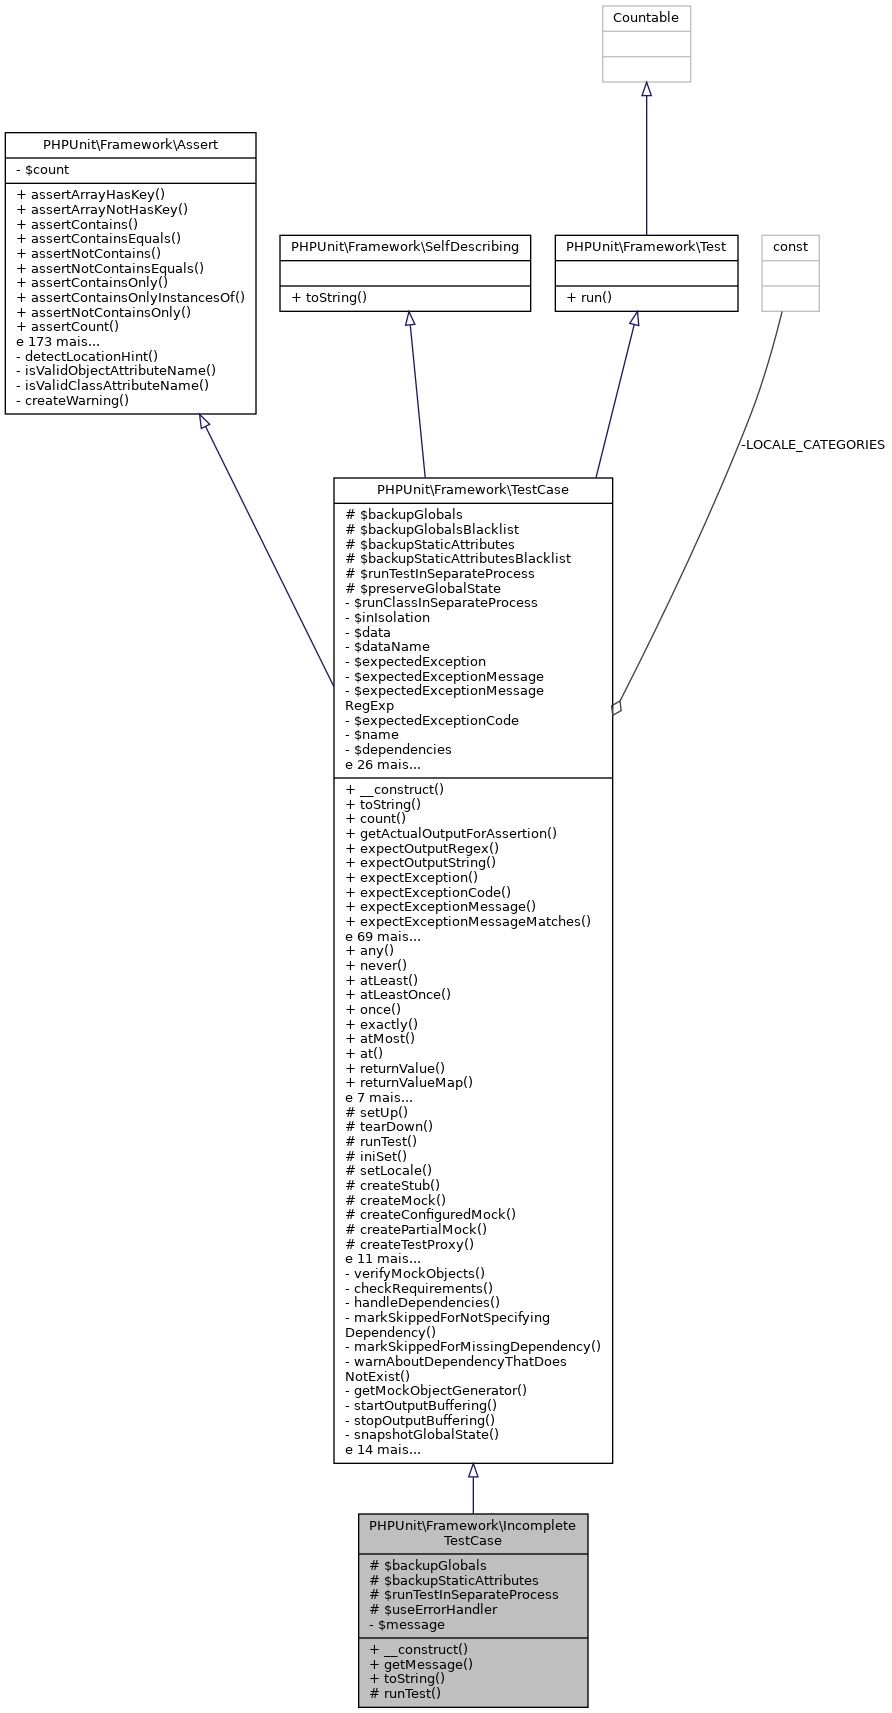 Countable
PHPUnit\Framework\Assert
- $count
+ assertArrayHasKey()
+ assertArrayNotHasKey()
+ assertContains()
+ assertContainsEquals()
+ assertNotContains()
+ assertNotContainsEquals()
+ assertContainsOnly()
+ assertContainsOnlyInstancesOf()
+ assertNotContainsOnly()
+ assertCount()
e 173 mais...
- detectLocationHint()
- isValidObjectAttributeName()
- isValidClassAttributeName()
- createWarning()
PHPUnit\Framework\SelfDescribing
+ toString()
PHPUnit\Framework\Test
+ run()
const
-LOCALE_CATEGORIES
PHPUnit\Framework\TestCase
# $backupGlobals
# $backupGlobalsBlacklist
# $backupStaticAttributes
# $backupStaticAttributesBlacklist
# $runTestInSeparateProcess
# $preserveGlobalState
- $runClassInSeparateProcess
- $inIsolation
- $data
- $dataName
- $expectedException
- $expectedExceptionMessage
- $expectedExceptionMessage
RegExp
- $expectedExceptionCode
- $name
- $dependencies
e 26 mais...
+ __construct()
+ toString()
+ count()
+ getActualOutputForAssertion()
+ expectOutputRegex()
+ expectOutputString()
+ expectException()
+ expectExceptionCode()
+ expectExceptionMessage()
+ expectExceptionMessageMatches()
e 69 mais...
+ any()
+ never()
+ atLeast()
+ atLeastOnce()
+ once()
+ exactly()
+ atMost()
+ at()
+ returnValue()
+ returnValueMap()
e 7 mais...
# setUp()
# tearDown()
# runTest()
# iniSet()
# setLocale()
# createStub()
# createMock()
# createConfiguredMock()
# createPartialMock()
# createTestProxy()
e 11 mais...
- verifyMockObjects()
- checkRequirements()
- handleDependencies()
- markSkippedForNotSpecifying
Dependency()
- markSkippedForMissingDependency()
- warnAboutDependencyThatDoes
NotExist()
- getMockObjectGenerator()
- startOutputBuffering()
- stopOutputBuffering()
- snapshotGlobalState()
e 14 mais...
PHPUnit\Framework\Incomplete
TestCase
# $backupGlobals
# $backupStaticAttributes
# $runTestInSeparateProcess
# $useErrorHandler
- $message
+ __construct()
+ getMessage()
+ toString()
# runTest()